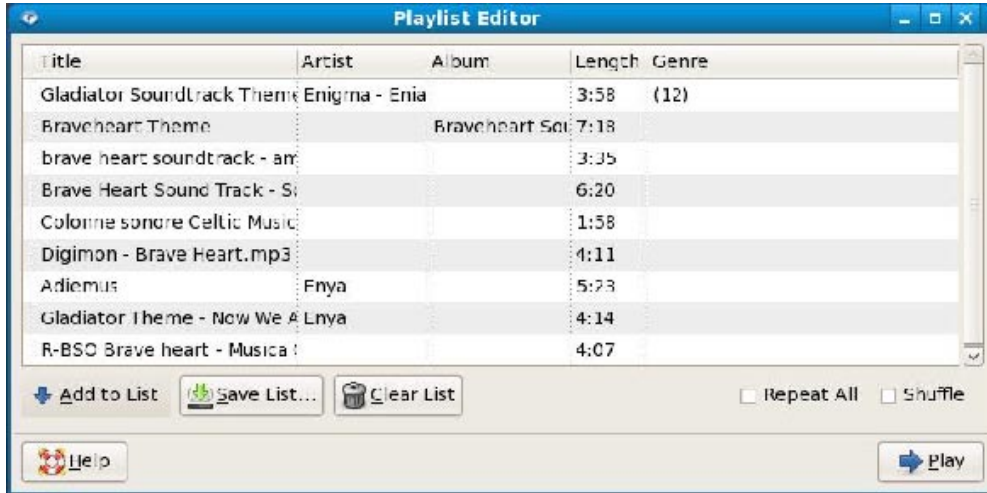 Playlist Editor
Title Artist Album Length Genre
Gladiator Soundtrack Theme Enigma - Enia 3:58 (12)
Braveheart Theme Braveheart Sou 7:18
brave heart soundtrack - am 3:35
Brave Heart Sound Track - So 6:20
Colonne sonore Celtic Music 1:58
Digimon - Brave Heart.mp3 4:11
Adiemus Enya 5:23
Gladiator Theme - Now We A Enya 4:14
R-BSO Brave heart - Musica 4:07
Add to List Save List... Clear List Repeat All Shuffle
Help Play